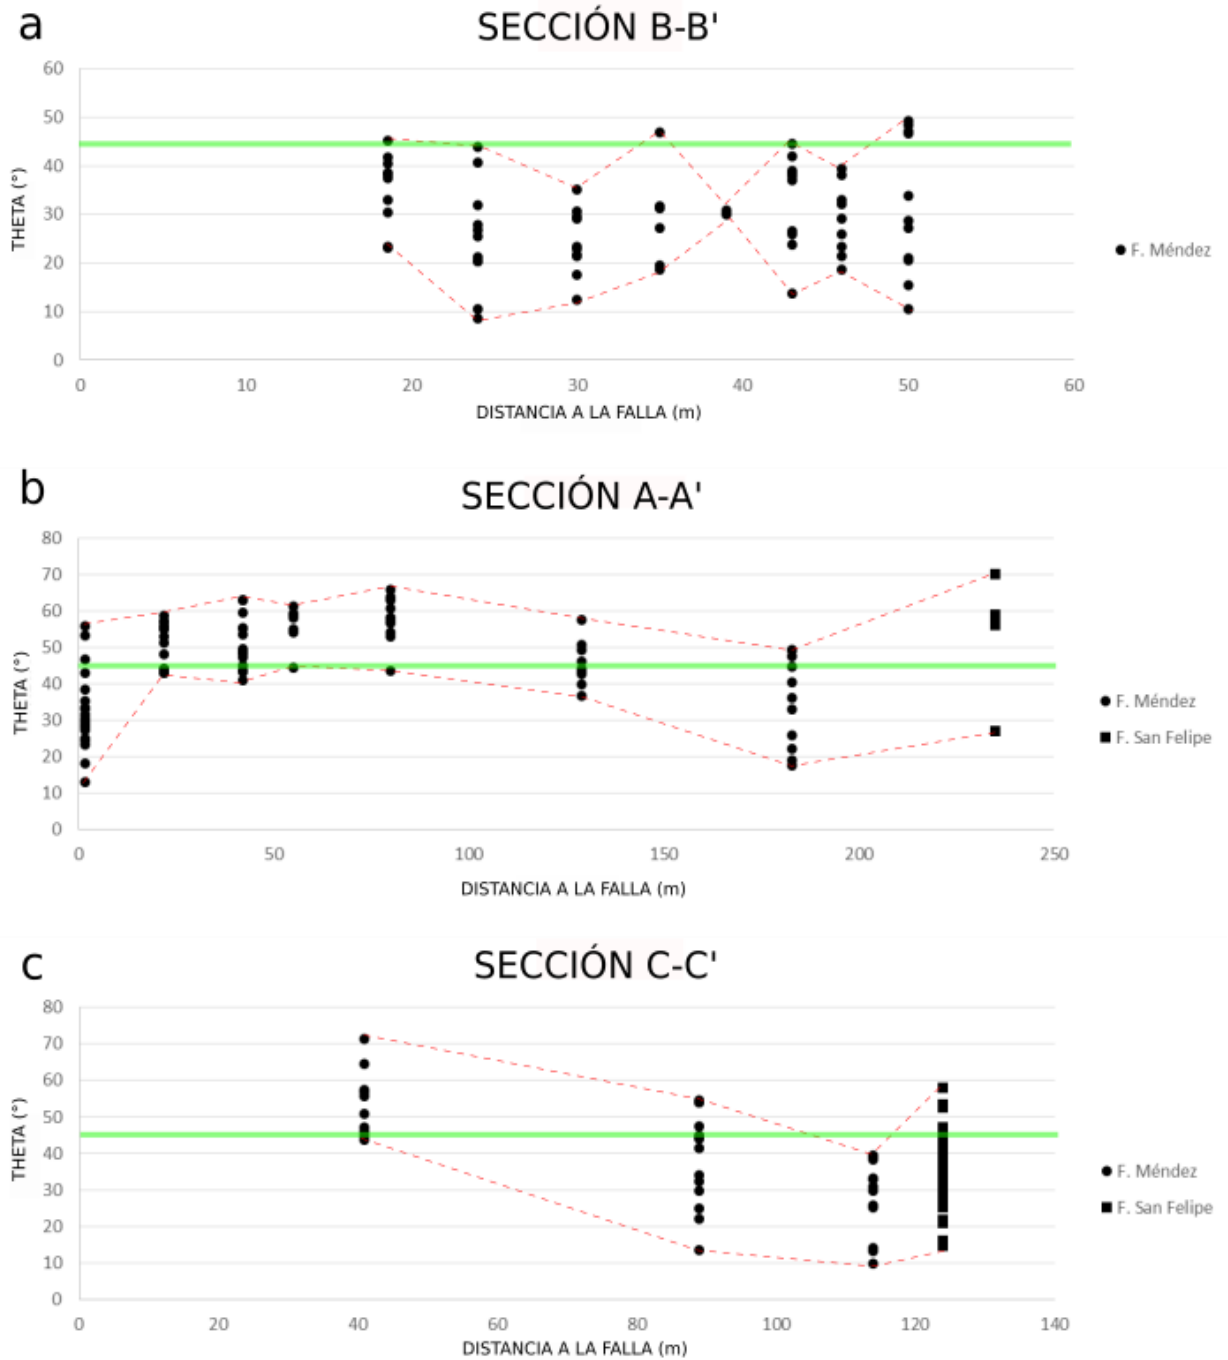 a
SECCIÓN B-B'
60
50
40
30
20
10
0
THETA (°)
0 10 20 30 40 50 60
DISTANCIA A LA FALLA (m)
F. Méndez
b
SECCIÓN A-A'
80
70
60
50
40
30
20
10
0
THETA (°)
0 50 100 150 200 250
DISTANCIA A LA FALLA (m)
F. Méndez
F. San Felipe
c
SECCIÓN C-C'
80
70
60
50
40
30
20
10
0
THETA (°)
0 20 40 60 80 100 120 140
DISTANCIA A LA FALLA (m)
F. Méndez
F. San Felipe